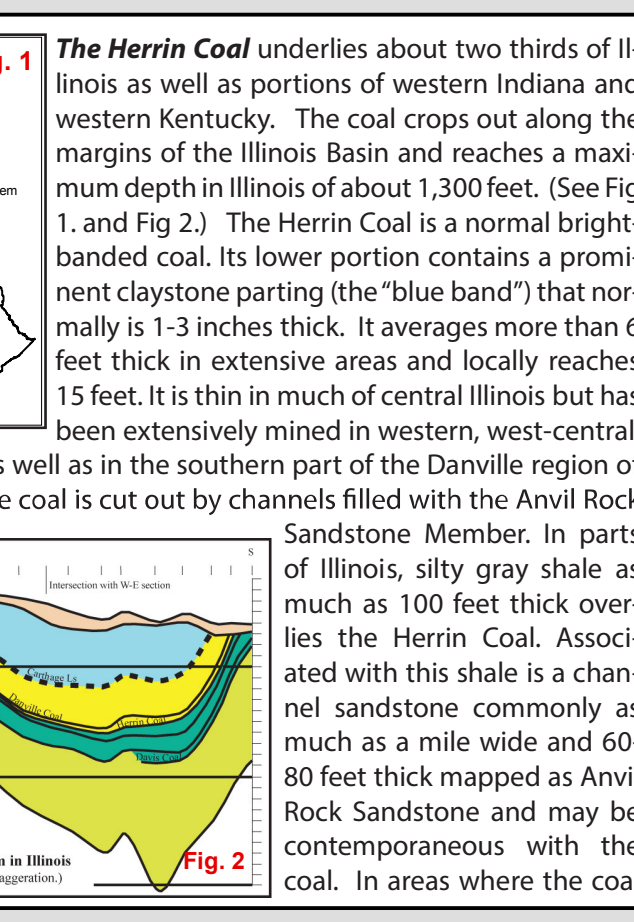 g. 1
em
The Herrin Coal underlies about two thirds of Il-
linois as well as portions of western Indiana and
western Kentucky. The coal crops out along the
margins of the Illinois Basin and reaches a maxi-
mum depth in Illinois of about 1,300 feet. (See Fig
1. and Fig 2.) The Herrin Coal is a normal bright-
banded coal. Its lower portion contains a promi-
nent claystone parting (the “blue band”) that nor-
mally is 1-3 inches thick. It averages more than 6
feet thick in extensive areas and locally reaches
15 feet. It is thin in much of central Illinois but has
been extensively mined in western, west-central
s well as in the southern part of the Danville region of
e coal is cut out by channels filled with the Anvil Rock
Sandstone Member. In parts
of Illinois, silty gray shale as
much as 100 feet thick over-
lies the Herrin Coal. Associ-
ated with this shale is a chan-
nel sandstone commonly as
much as a mile wide and 60-
80 feet thick mapped as Anvil
Rock Sandstone and may be
contemporaneous with the
coal. In areas where the coal
S
Intersection with W-E section
Carthage Ls
Danville Coal
Herrin Coal
Davis Coal
n in Illinois
aggeration.)
Fig. 2